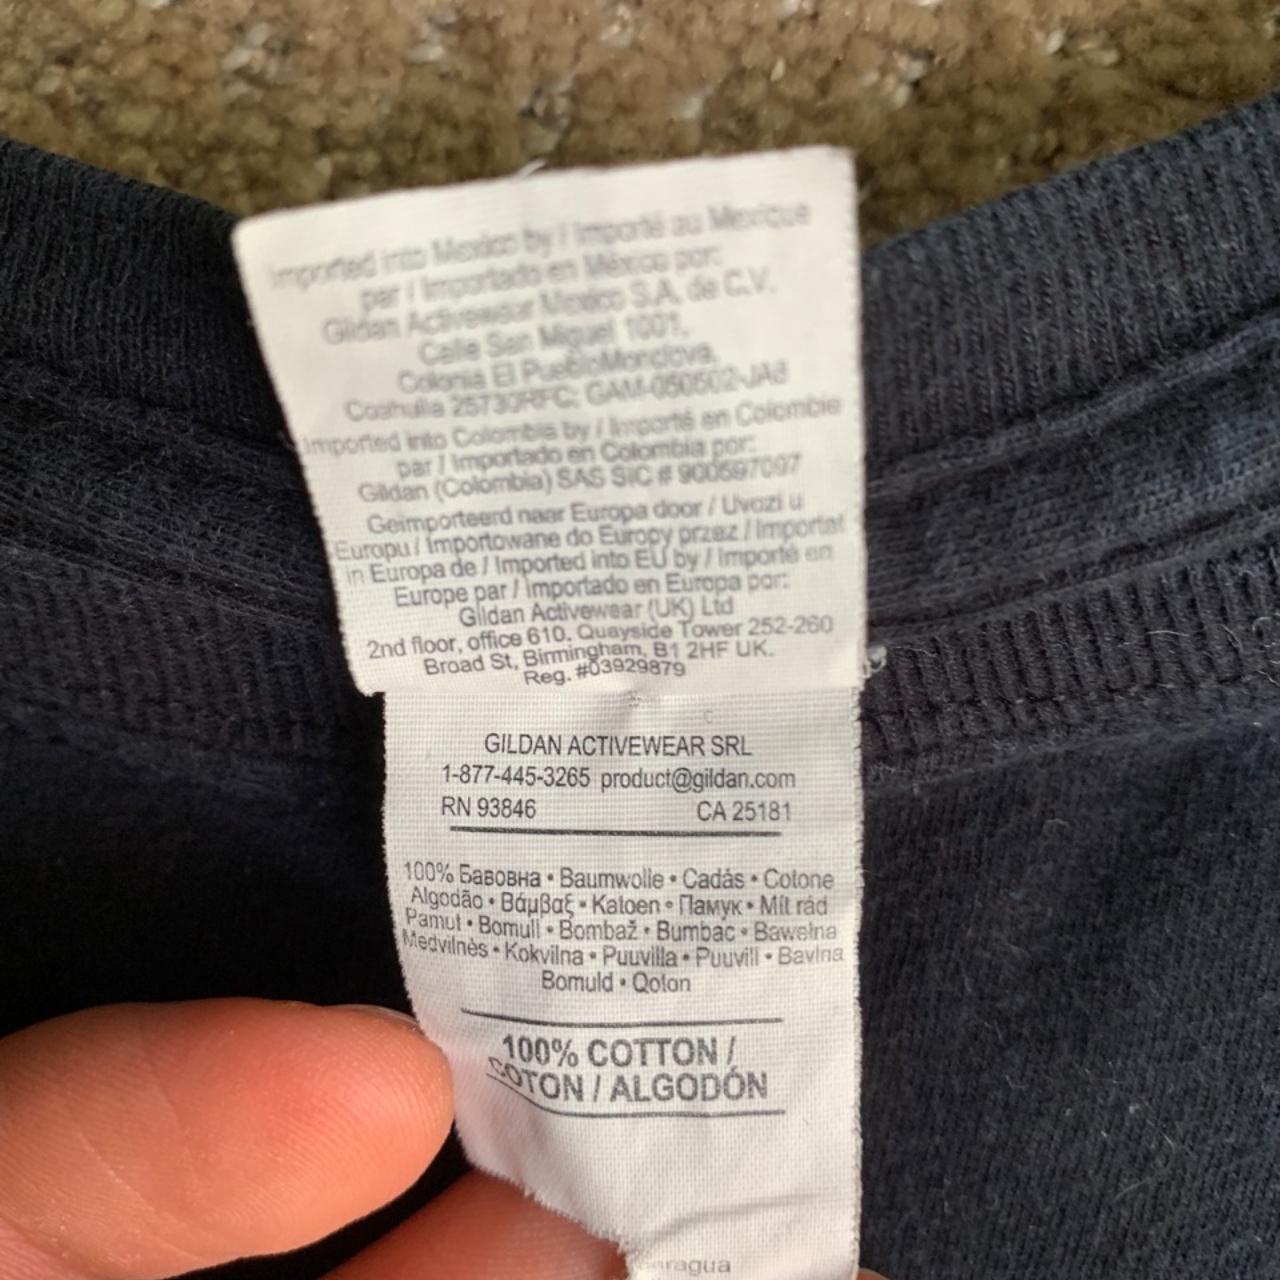 Imported into Mexico by / Importé au Mexique
par / Importado en México por:
Gildan Activewear Mexico S.A. de C.V.
Calle San Miguel 1001,
Colonia El PuebloMonclova,
Coahuila 25730RFC; GAM-050502-JA8
Imported into Colombia by / Importé en Colombie
par / Importado en Colombia por:
Gildan (Colombia) SAS SIC # 900597097
Geïmporteerd naar Europa door / Uvozi u
Europu / Importowane do Europy przez / Importat
in Europa de / Imported into EU by / Importé en
Europe par / Importado en Europa por:
Gildan Activewear (UK) Ltd
2nd floor, office 610. Quayside Tower 252-260
Broad St, Birmingham, B1 2HF UK.
Reg. #03929879
GILDAN ACTIVEWEAR SRL
1-877-445-3265 product@gildan.com
RN 93846 CA 25181
100% Бавовна • Baumwolle • Cadás • Cotone
Algodão • Βάμβαξ • Katoen • Памук • Mít rád
Pamut • Bomull • Bombaž • Bumbac • Bawełna
Medvilnės • Kokvilna • Puuvilla • Puuvill • Bavlna
Bomuld • Qoton
100% COTTON /
COTON / ALGODÓN